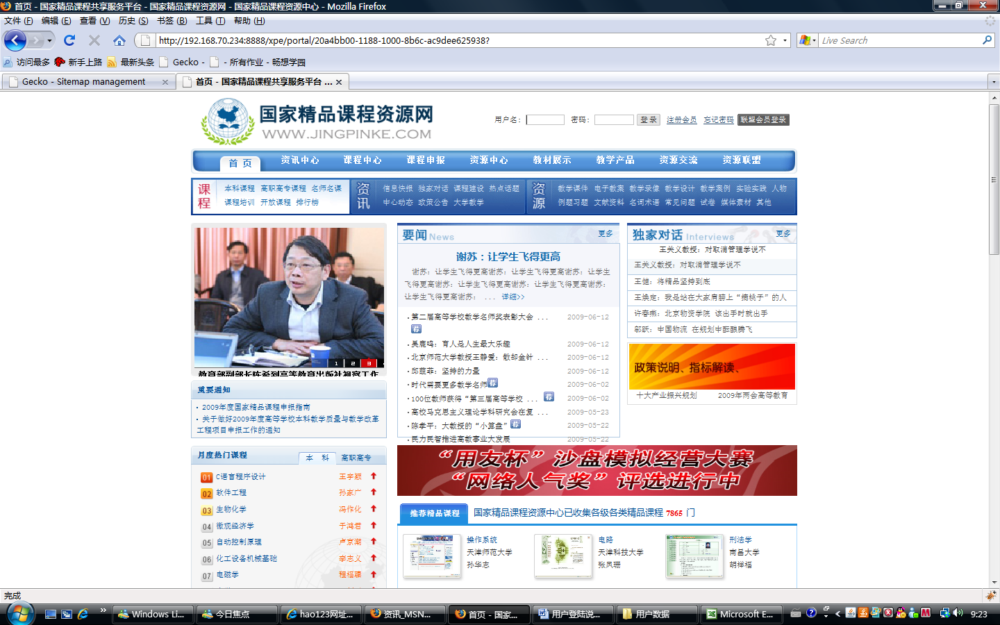 首页 - 国家精品课程共享服务平台 - 国家精品课程资源网 - 国家精品课程资源中心 - Mozilla Firefox
文件 (F) 编辑 (E) 查看 (V) 历史 (S) 书签 (B) 工具 (T) 帮助 (H)
http://192.168.70.234:8888/xpe/portal/20a4bb00-1188-1000-8b6c-ac9dee625938?
Live Search
访问最多 新手上路 最新头条 Gecko - - 所有作业 - 畅想学园
Gecko - Sitemap management
首页 - 国家精品课程共享服务平台 ...
国家精品课程资源网
WWW.JINGPINKE.COM
用户名： 密码： 登录 注册会员 忘记密码 联盟会员登录
首 页 资讯中心 课程中心 课程申报 资源中心 教材展示 教学产品 资源交流 资源联盟
课程
本科课程 高职高专课程 名师名课
课程培训 开放课程 排行榜
资讯
信息快报 独家对话 课程建设 热点话题
中心动态 政策公告 大学教学
资源
教学课件 电子教案 教学录像 教学设计 教学案例 实验实践 人物
例题习题 文献资料 名词术语 常见问题 试卷 媒体素材 其他
1 2 3
教育部副部长陈希到高等教育出版社视察工作
重要通知
· 2009年度国家精品课程申报指南
· 关于做好2009年度高等学校本科教学质量与教学改革
工程项目申报工作的通知
月度热门课程 本 科 高职高专
01 C语言程序设计 王宇颖
02 软件工程 孙家广
03 生物化学 冯作化
04 微观经济学 于鸿君
05 自动控制原理 卢京潮
06 化工设备机械基础 李志义
07 电磁学 程福臻
要闻 News 更多
谢苏：让学生飞得更高
谢苏：让学生飞得更高谢苏：让学生飞得更高谢苏：让学生
飞得更高谢苏：让学生飞得更高谢苏：让学生飞得更高谢苏：
让学生飞得更高谢苏： ... 详细>>
· 第二届高等学校教学名师奖表彰大会 ... 2009-06-12
荐
· 吴鹿鸣：育人是人生最大乐趣 2009-06-12
· 北京师范大学教授王静爱：敬却金针 ... 2009-06-12
· 邱菀菲：坚持的力量 2009-06-12
· 时代需要更多教学名师 荐 2009-06-02
· 100位教师获得“第三届高等学校 ... 荐 2009-06-02
· 高校马克思主义理论学科研究会在复 ... 2009-05-23
· 陈孝平：大教授的“小算盘” 荐 2009-05-22
· 民力民智推进高教事业大发展 2009-05-22
独家对话 Interviews 更多
王关义教授：对取消管理学说不
王关义教授：对取消管理学说不
王健：将精品坚持到底
王焕定：我是站在大家肩膀上“摘桃子”的人
许春燕：北京物资学院 该出手时就出手
郭跃：中国物流 在规划中酝酿腾飞
政策说明、指标解读、
十大产业振兴规划 2009年两会高等教育
“用友杯”沙盘模拟经营大赛
“网络人气奖”评选进行中
推荐精品课程 国家精品课程资源中心已收集各级各类精品课程 7865 门
操作系统
天津师范大学
孙华志
电路
天津科技大学
张凤珊
刑法学
南昌大学
胡祥福
完成
Windows Li... 今日焦点 hao123网址... 资讯_MSN... 首页 - 国家... 用户登陆说... 用户数据 Microsoft E... 9:23